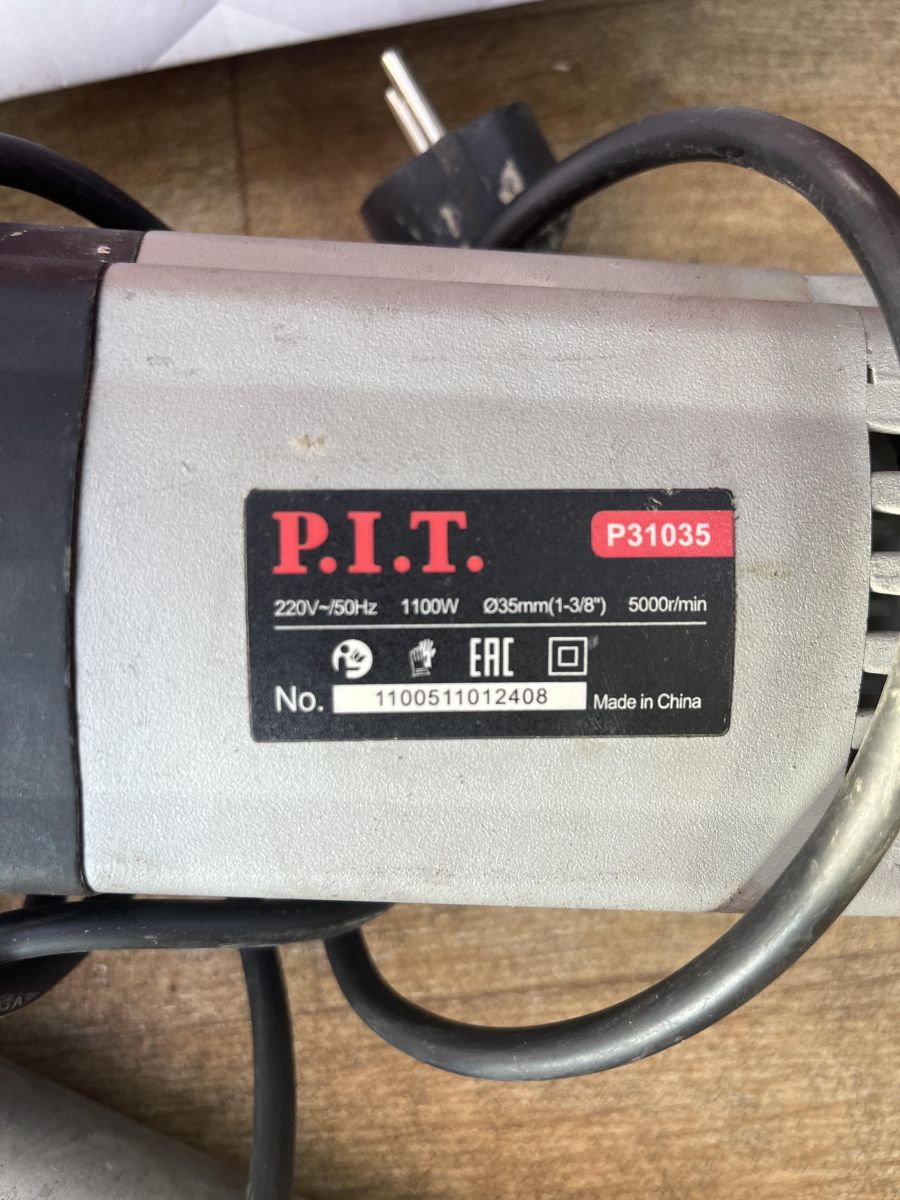 P.I.T.
P31035
220V~/50Hz 1100W Ø35mm(1-3/8") 5000r/min
EAC
No. 1100511012408 Made in China